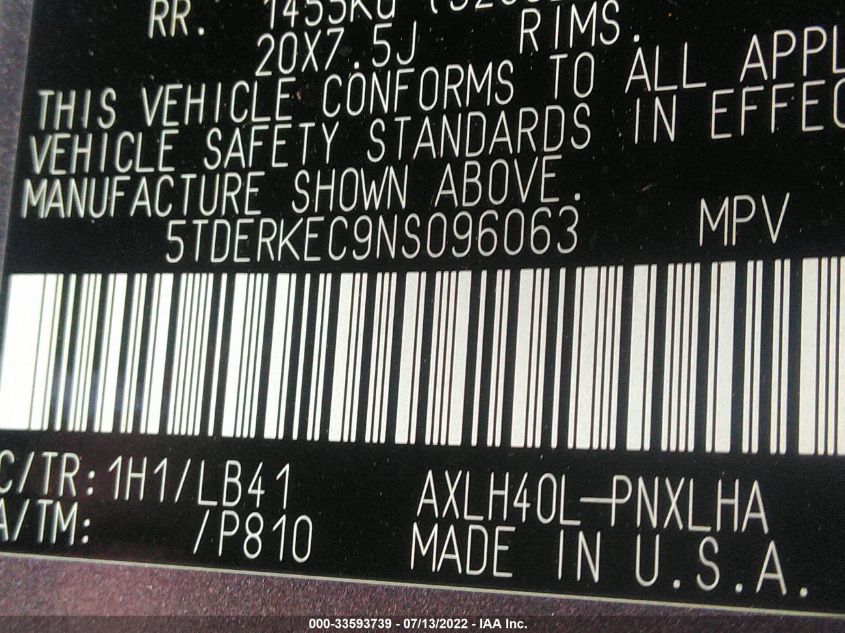 RR. 1455KG
20X7.5J RIMS.
THIS VEHICLE CONFORMS TO ALL APPL
VEHICLE SAFETY STANDARDS IN EFFEC
MANUFACTURE SHOWN ABOVE.
5TDERKEC9NS096063 MPV
C/TR:1H1/LB41 AXLH40L-PNXLHA
A/TM: /P810 MADE IN U.S.A.
000-33593739 - 07/13/2022 - IAA Inc.